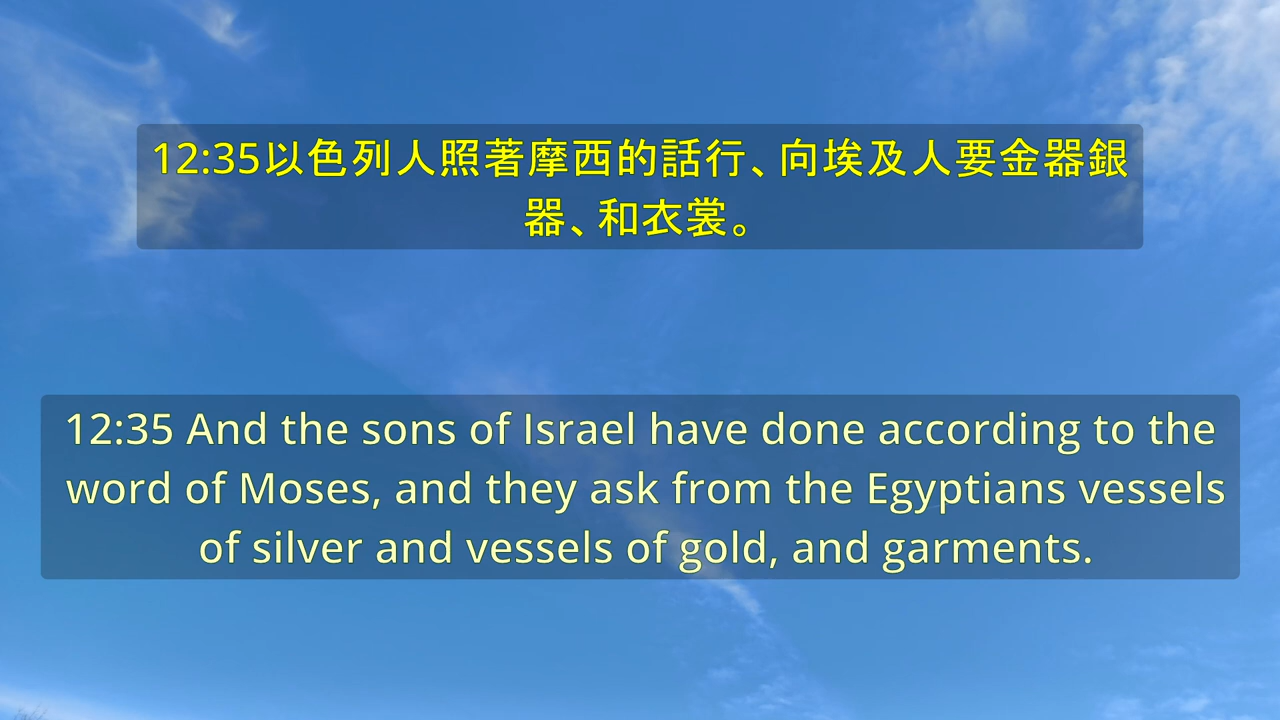 12:35以色列人照著摩西的話行、向埃及人要金器銀
器、和衣裳。
12:35 And the sons of Israel have done according to the
word of Moses, and they ask from the Egyptians vessels
of silver and vessels of gold, and garments.